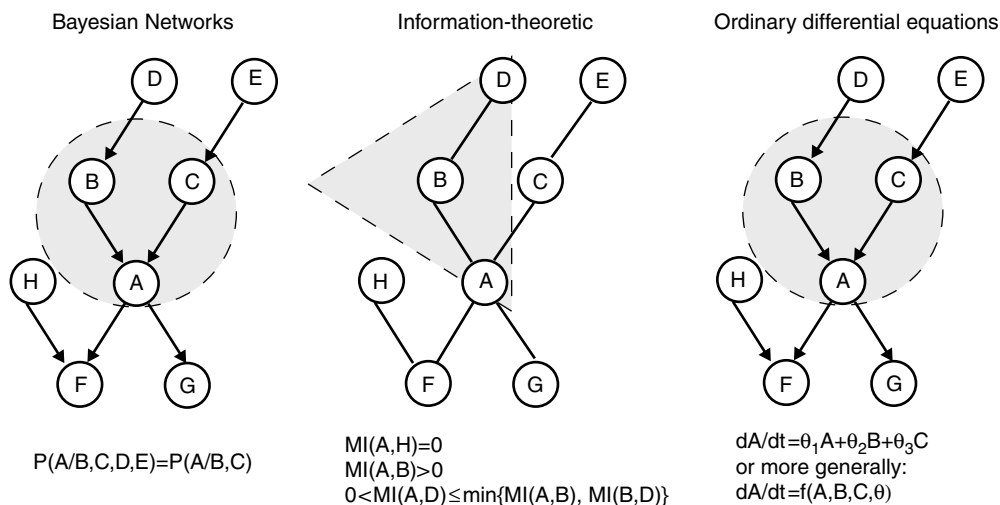 Bayesian Networks
D
E
B
C
H
A
F
G
P(A/B,C,D,E)=P(A/B,C)
Information-theoretic
D
E
B
C
H
A
F
G
MI(A,H)=0
MI(A,B)>0
0<MI(A,D)≤min{MI(A,B), MI(B,D)}
Ordinary differential equations
D
E
B
C
H
A
F
G
dA/dt=θ₁A+θ₂B+θ₃C
or more generally:
dA/dt=f(A,B,C,θ)